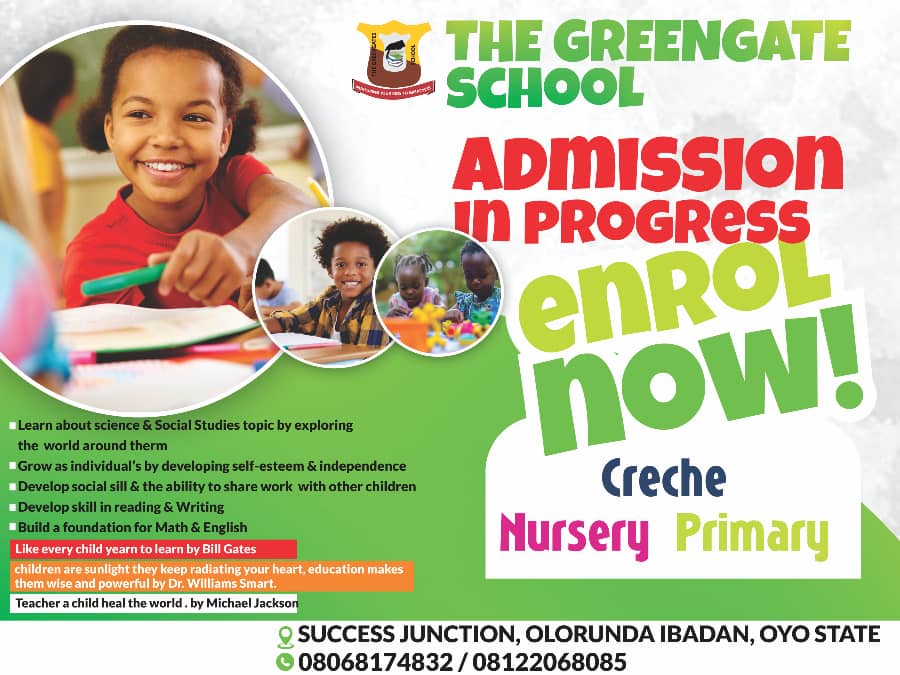 THE GREENGATE
SCHOOL
THE GREENGATES
SCHOOL
ADMISSION
IN PROGRESS
enROL
now!
Creche
Nursery Primary
Learn about science & Social Studies topic by exploring
the world around therm
Grow as individual's by developing self-esteem & independence
Develop social sill & the ability to share work with other children
Develop skill in reading & Writing
Build a foundation for Math & English
Like every child yearn to learn by Bill Gates
children are sunlight they keep radiating your heart, education makes
them wise and powerful by Dr. Williams Smart.
Teacher a child heal the world . by Michael Jackson
SUCCESS JUNCTION, OLORUNDA IBADAN, OYO STATE
08068174832 / 08122068085